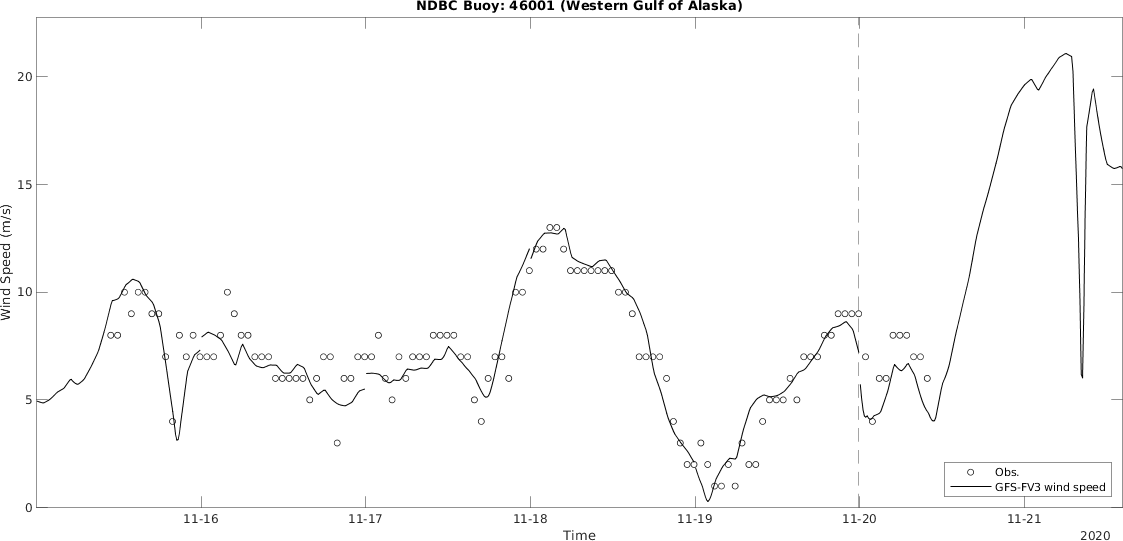 NDBC Buoy: 46001 (Western Gulf of Alaska)
Wind Speed (m/s)
20
15
10
5
0
11-16
11-17
11-18
11-19
11-20
11-21
Time
2020
Obs.
GFS-FV3 wind speed